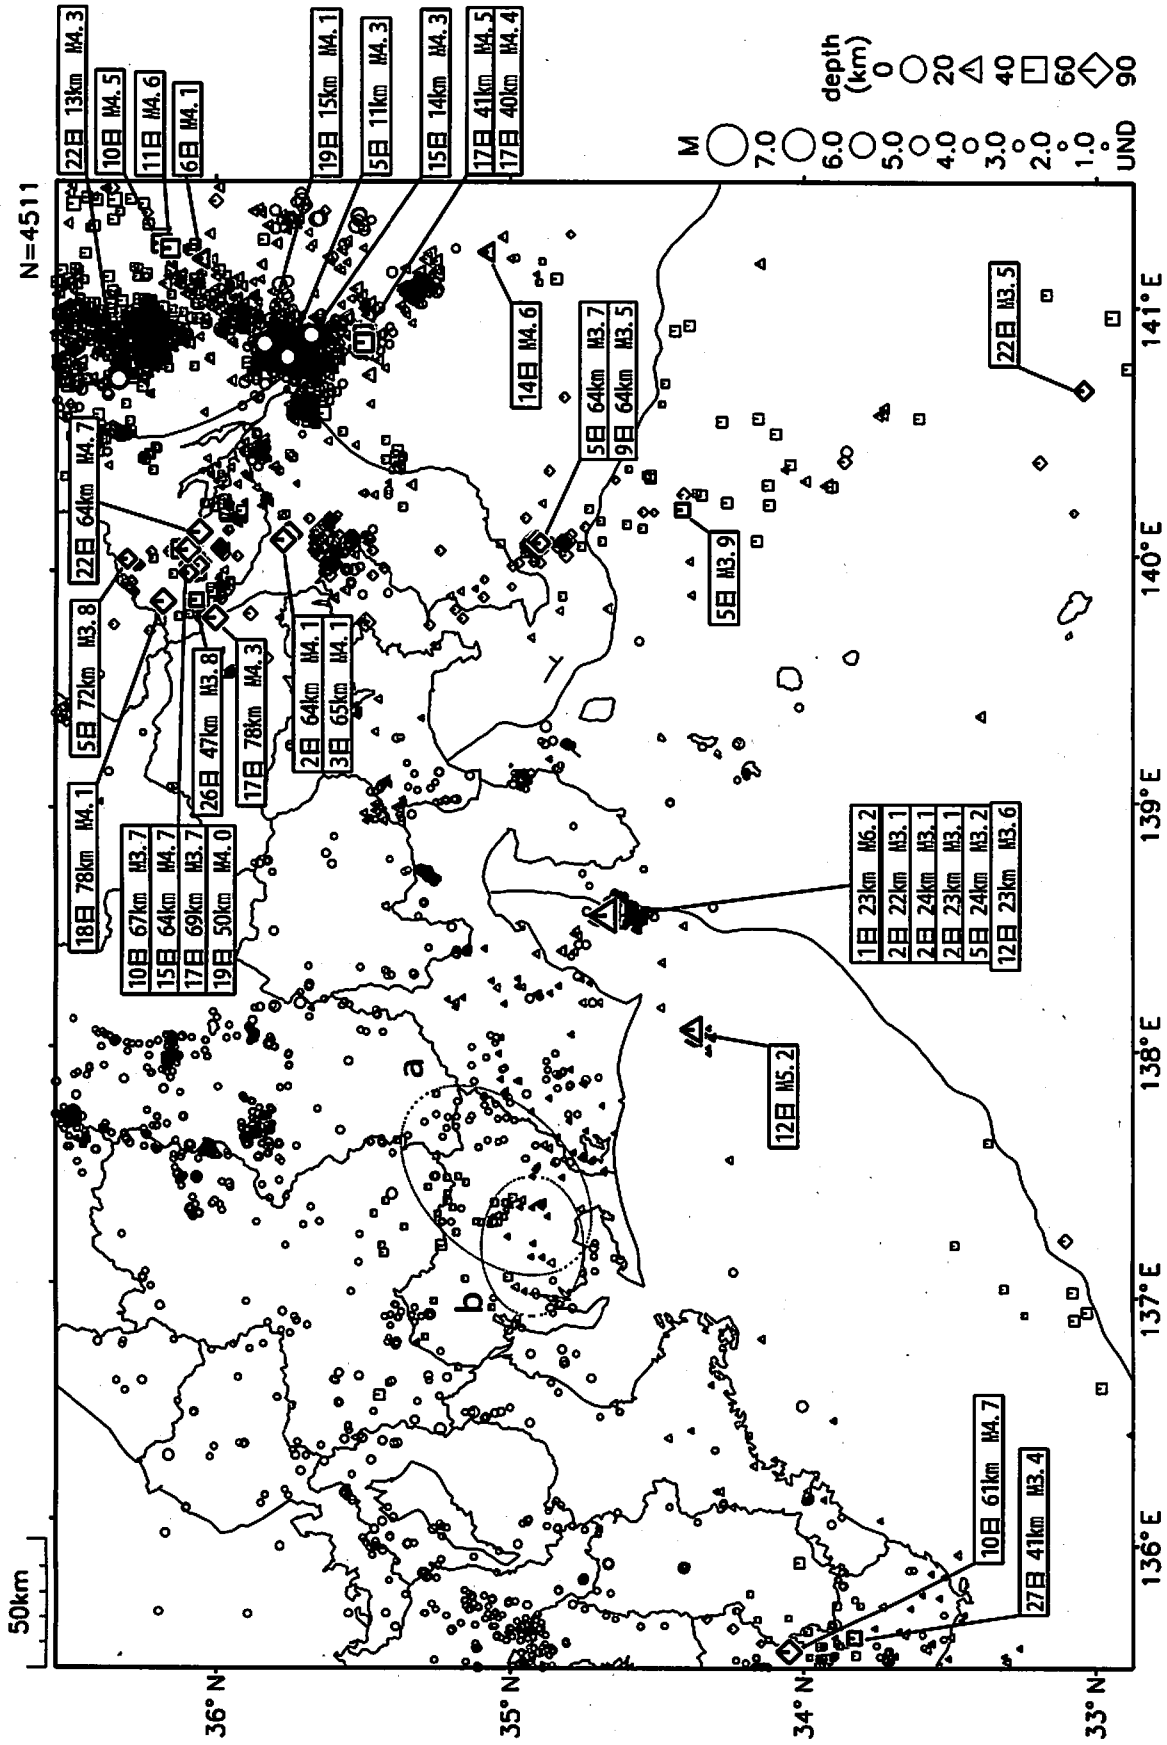 N=4511
50km
22日 13km M4.3
10日 M4.5
11日 M4.6
6日 M4.1
19日 15km M4.1
5日 11km M4.3
15日 14km M4.3
17日 41km M4.5
17日 40km M4.4
22日 64km M4.7
5日 72km M3.8
18日 78km M4.1
10日 67km M3.7
15日 64km M4.7
17日 69km M3.7
19日 50km M4.0
26日 47km M3.8
17日 78km M4.3
2日 64km M4.1
3日 65km M4.1
14日 M4.6
5日 64km M3.7
9日 64km M3.5
5日 M3.9
22日 M3.5
1日 23km M6.2
2日 22km M3.1
2日 24km M3.1
2日 23km M3.1
5日 24km M3.2
12日 23km M3.6
12日 M5.2
10日 61km M4.7
27日 41km M3.4
a
b
36°N
35°N
34°N
33°N
136°E
137°E
138°E
139°E
140°E
141°E
M
7.0
6.0
5.0
4.0
3.0
2.0
1.0
UND
depth
(km)
0
20
40
60
90